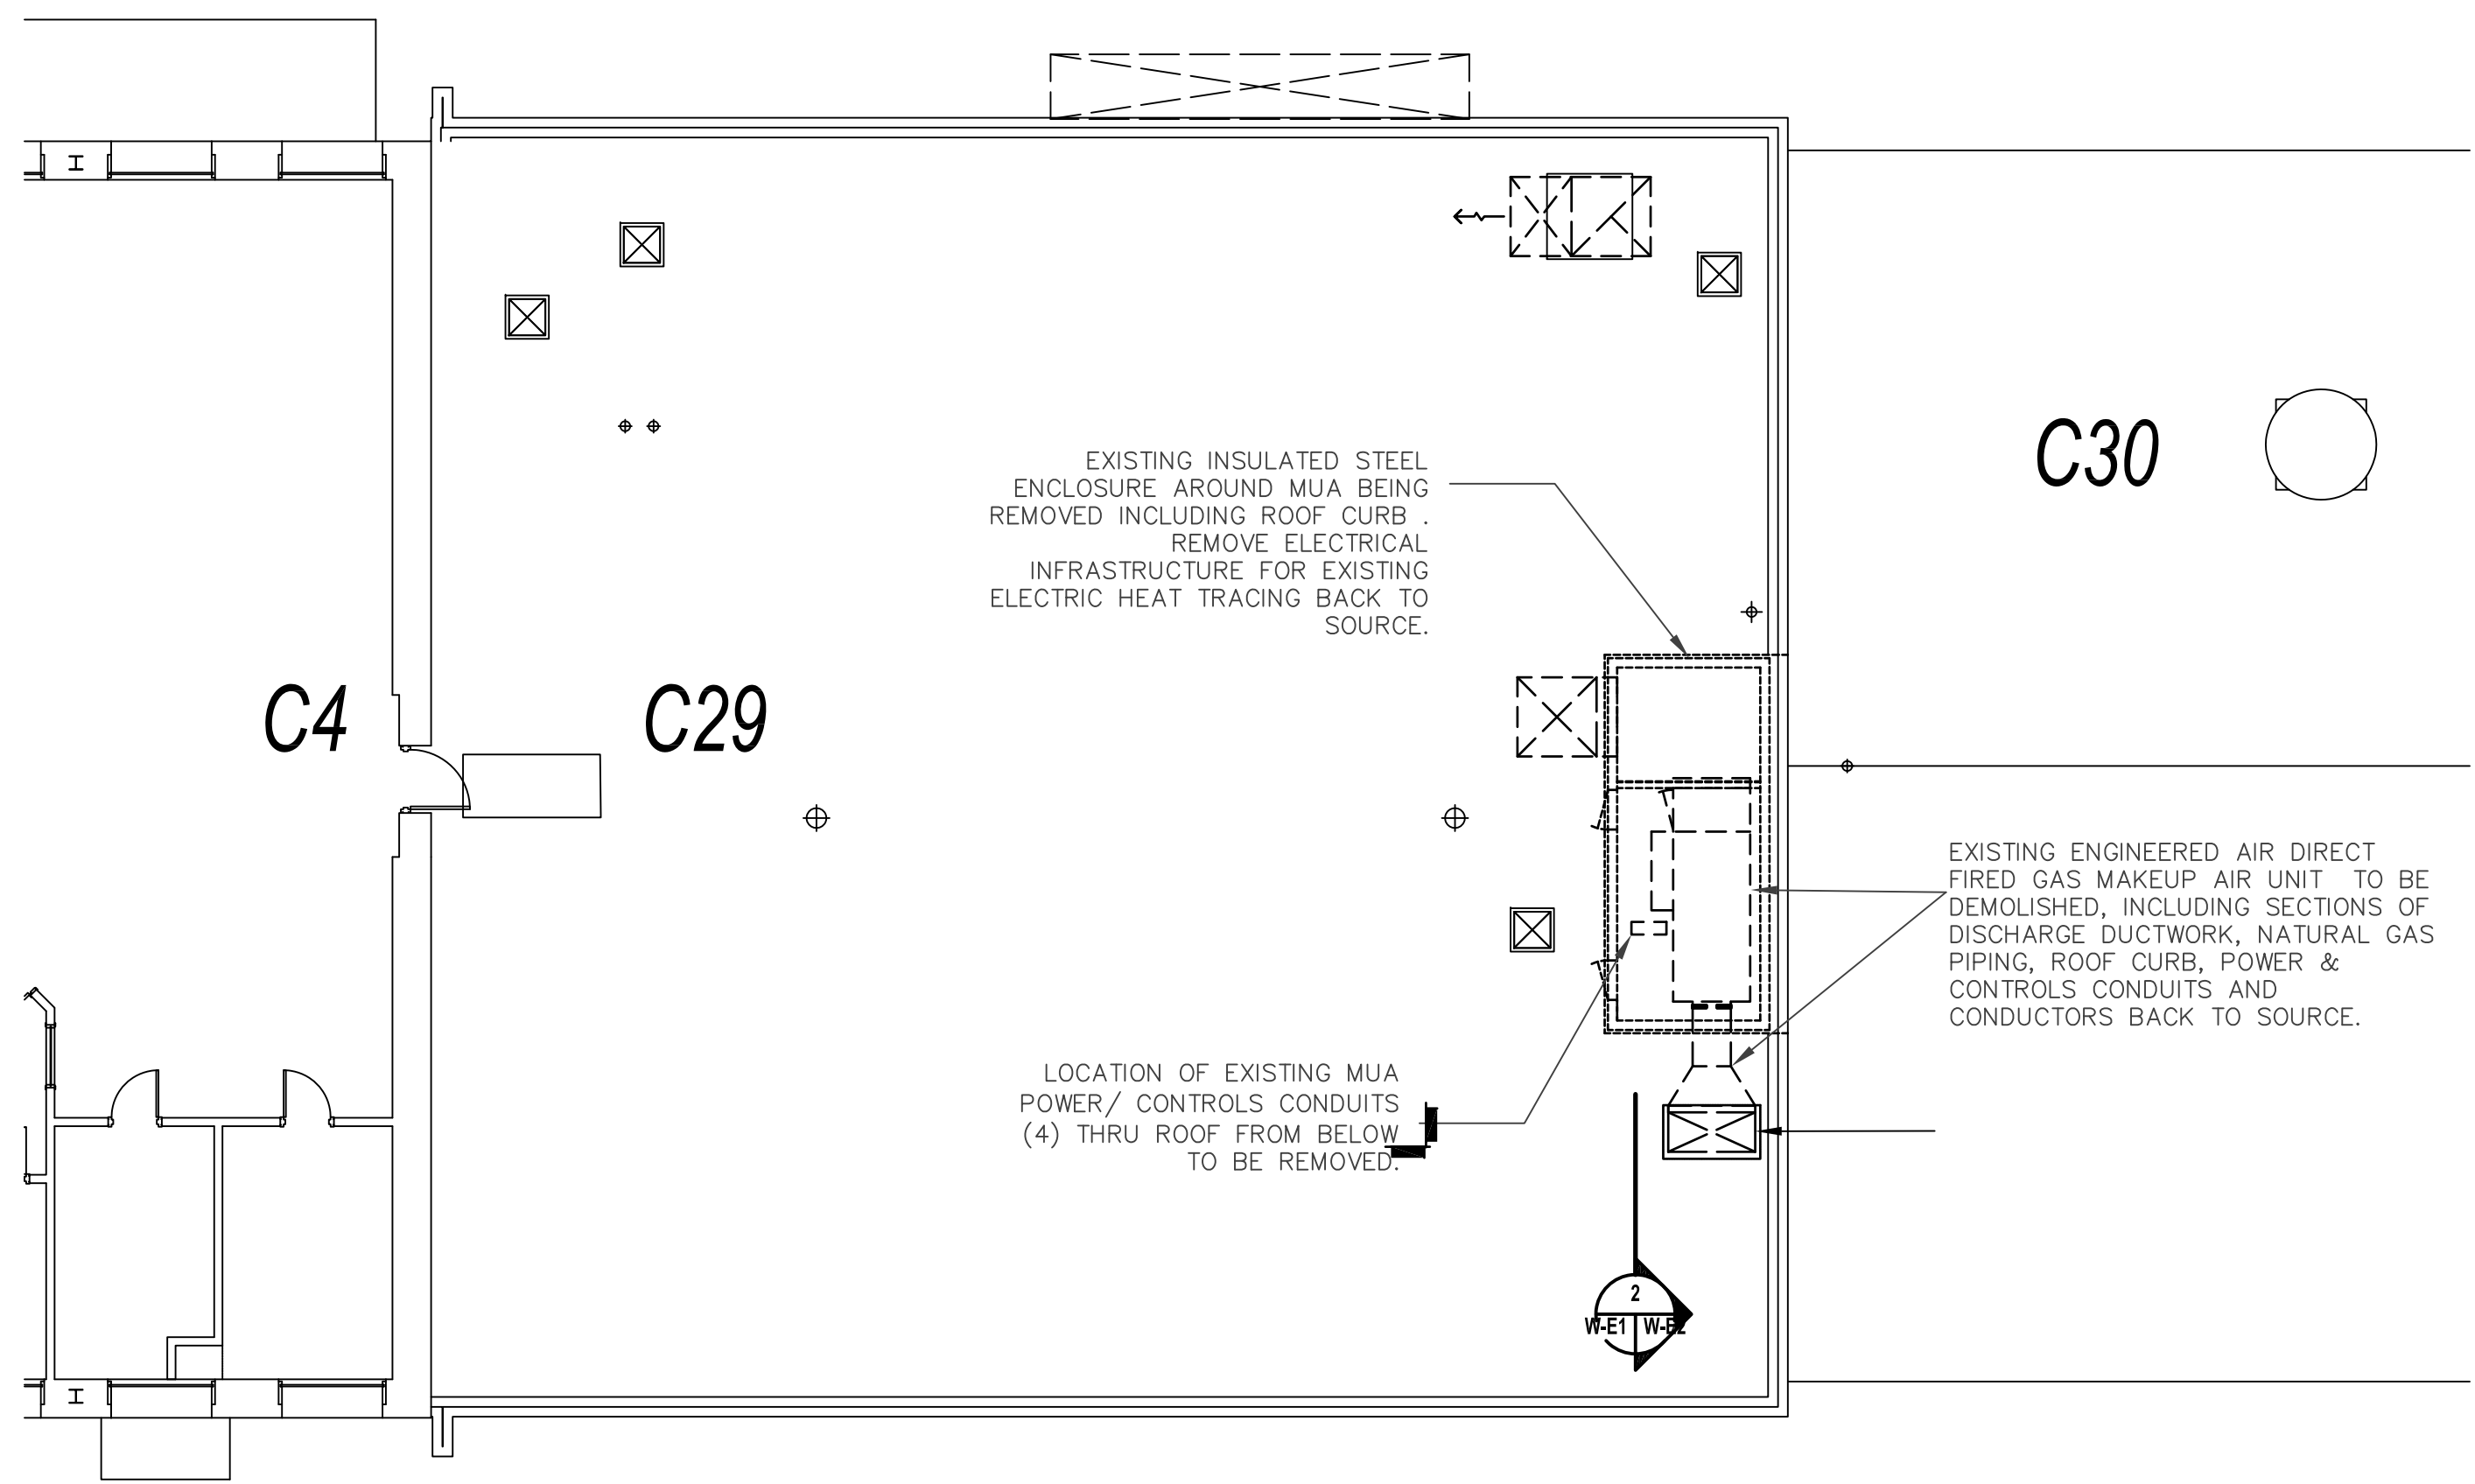 EXISTING INSULATED STEEL
ENCLOSURE AROUND MUA BEING
REMOVED INCLUDING ROOF CURB .
REMOVE ELECTRICAL
INFRASTRUCTURE FOR EXISTING
ELECTRIC HEAT TRACING BACK TO
SOURCE.
C30
C4
C29
EXISTING ENGINEERED AIR DIRECT
FIRED GAS MAKEUP AIR UNIT TO BE
DEMOLISHED, INCLUDING SECTIONS OF
DISCHARGE DUCTWORK, NATURAL GAS
PIPING, ROOF CURB, POWER &
CONTROLS CONDUITS AND
CONDUCTORS BACK TO SOURCE.
LOCATION OF EXISTING MUA
POWER/ CONTROLS CONDUITS
(4) THRU ROOF FROM BELOW
TO BE REMOVED.
2
W-E1 W-E2